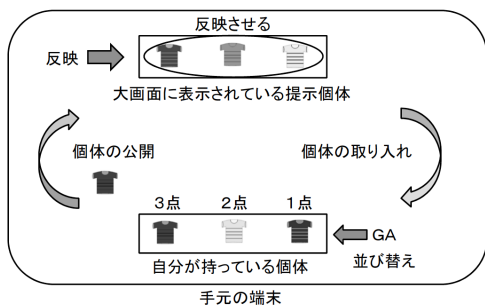 反映させる
反映
大画面に表示されている提示個体
個体の公開
個体の取り入れ
3点 2点 1点
GA
自分が持っている個体
並び替え
手元の端末